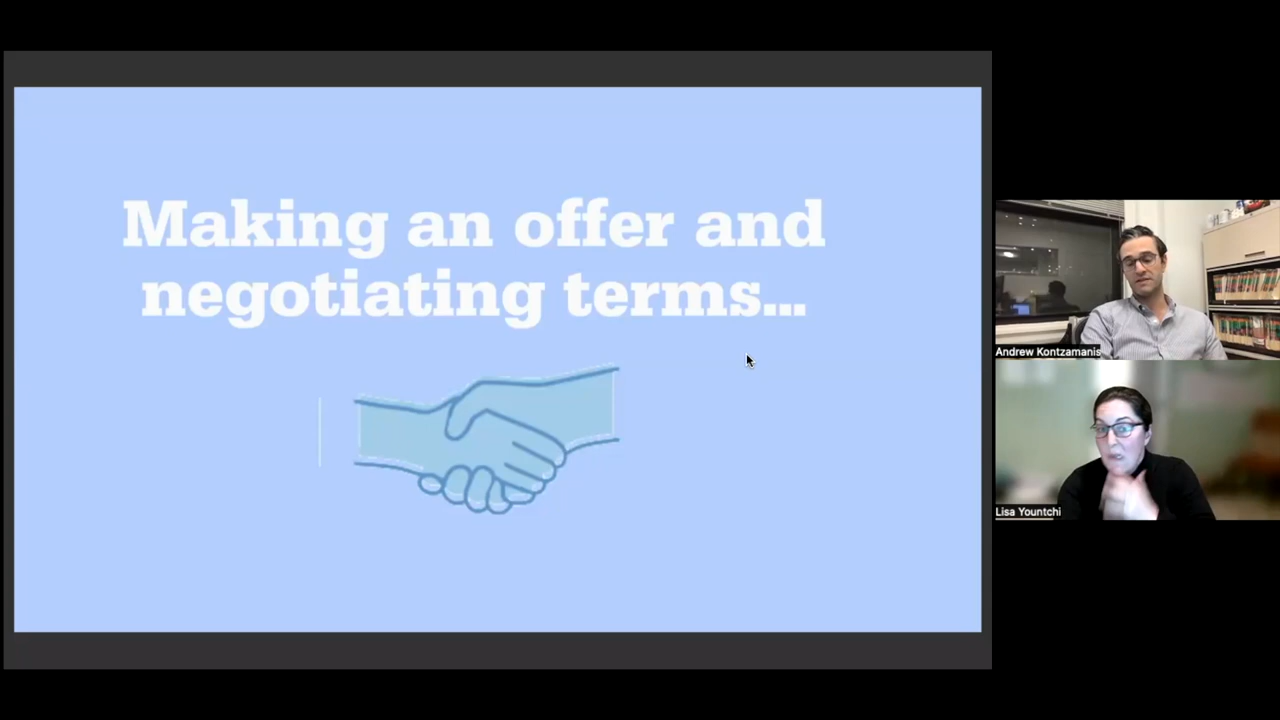 Making an offer and
negotiating terms...
Andrew Kontzamanis
Lisa Yountchi